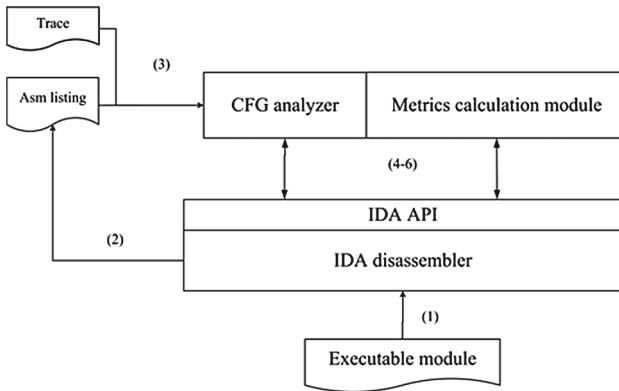 Trace
(3)
Asm listing
CFG analyzer
Metrics calculation module
(4-6)
IDA API
(2)
IDA disassembler
(1)
Executable module